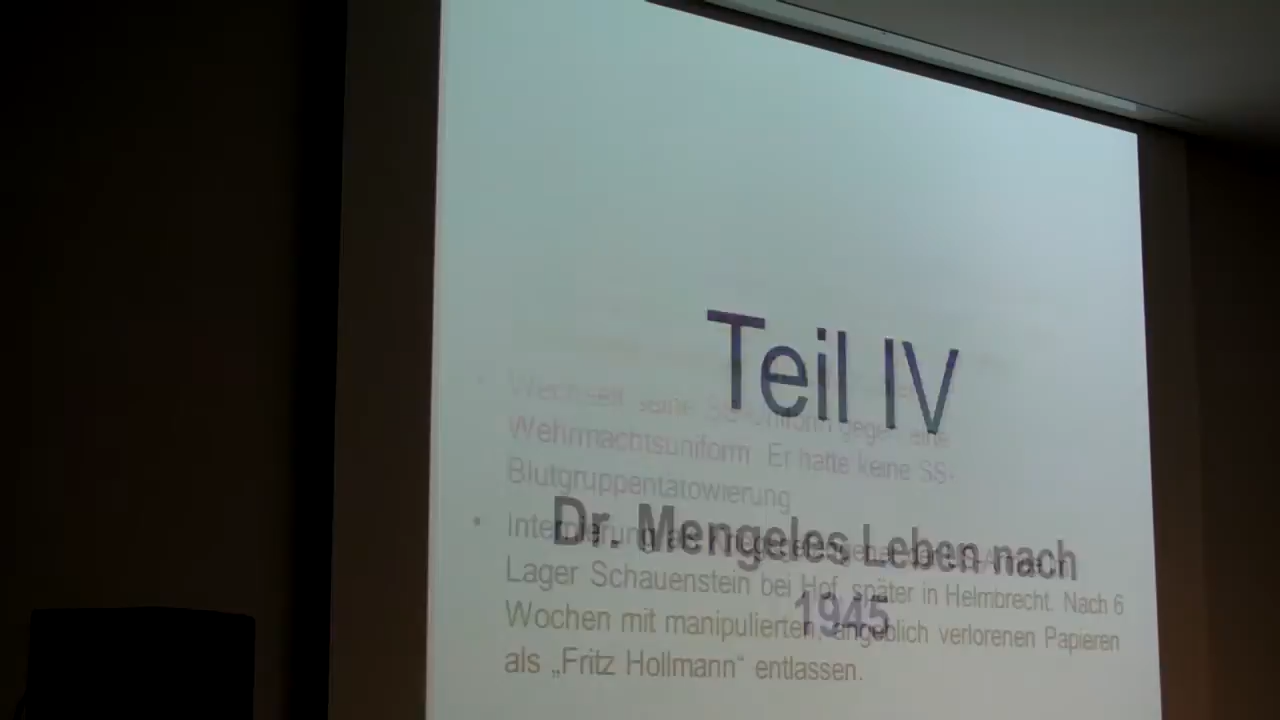 Teil IV
Dr. Mengeles Leben nach
1945
Wehrmachtsuniform. Er hatte keine SS-
Blutgruppentätowierung
Lager Schauenstein bei Hof, später in Helmbrecht. Nach 6
Wochen mit manipulierten, angeblich verlorenen Papieren
als „Fritz Hollmann“ entlassen.